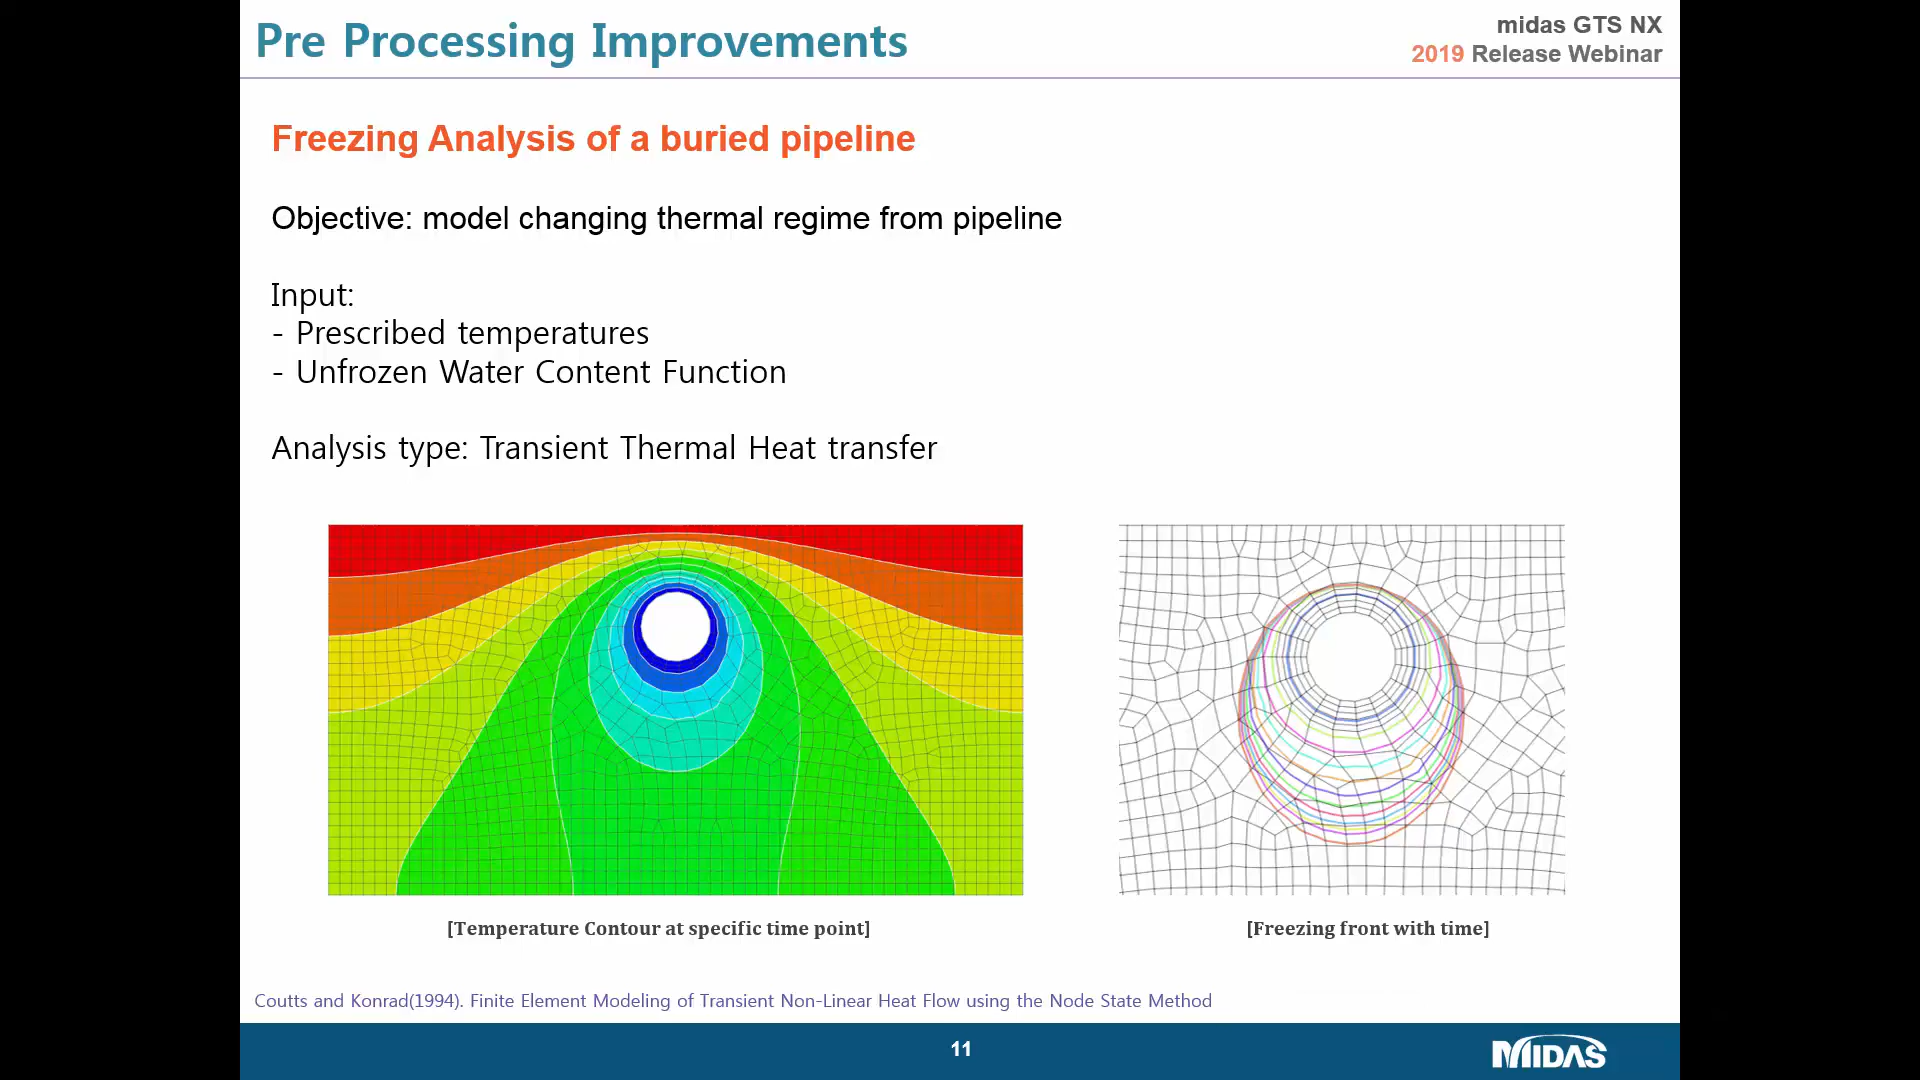 Pre Processing Improvements
midas GTS NX
2019 Release Webinar
Freezing Analysis of a buried pipeline
Objective: model changing thermal regime from pipeline
Input:
- Prescribed temperatures
- Unfrozen Water Content Function
Analysis type: Transient Thermal Heat transfer
[Temperature Contour at specific time point]
[Freezing front with time]
Coutts and Konrad(1994). Finite Element Modeling of Transient Non-Linear Heat Flow using the Node State Method
11
MIDAS